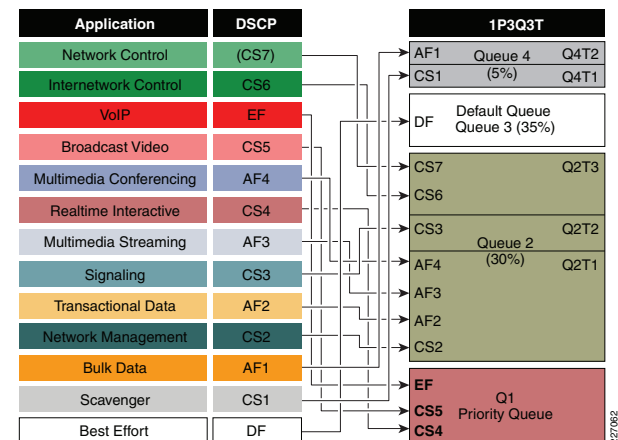 Application DSCP 1P3Q3T
Network Control (CS7)
Internetwork Control CS6
VoIP EF
Broadcast Video CS5
Multimedia Conferencing AF4
Realtime Interactive CS4
Multimedia Streaming AF3
Signaling CS3
Transactional Data AF2
Network Management CS2
Bulk Data AF1
Scavenger CS1
Best Effort DF
AF1 Queue 4 Q4T2
CS1 (5%) Q4T1
Default Queue
DF Queue 3 (35%)
CS7 Q2T3
CS6
CS3 Q2T2
Queue 2
AF4 (30%) Q2T1
AF3
AF2
CS2
EF
Q1
CS5 Priority Queue
CS4